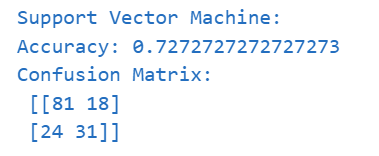 Support Vector Machine:
Accuracy: 0.7272727272727273
Confusion Matrix:
 [[81 18]
 [24 31]]